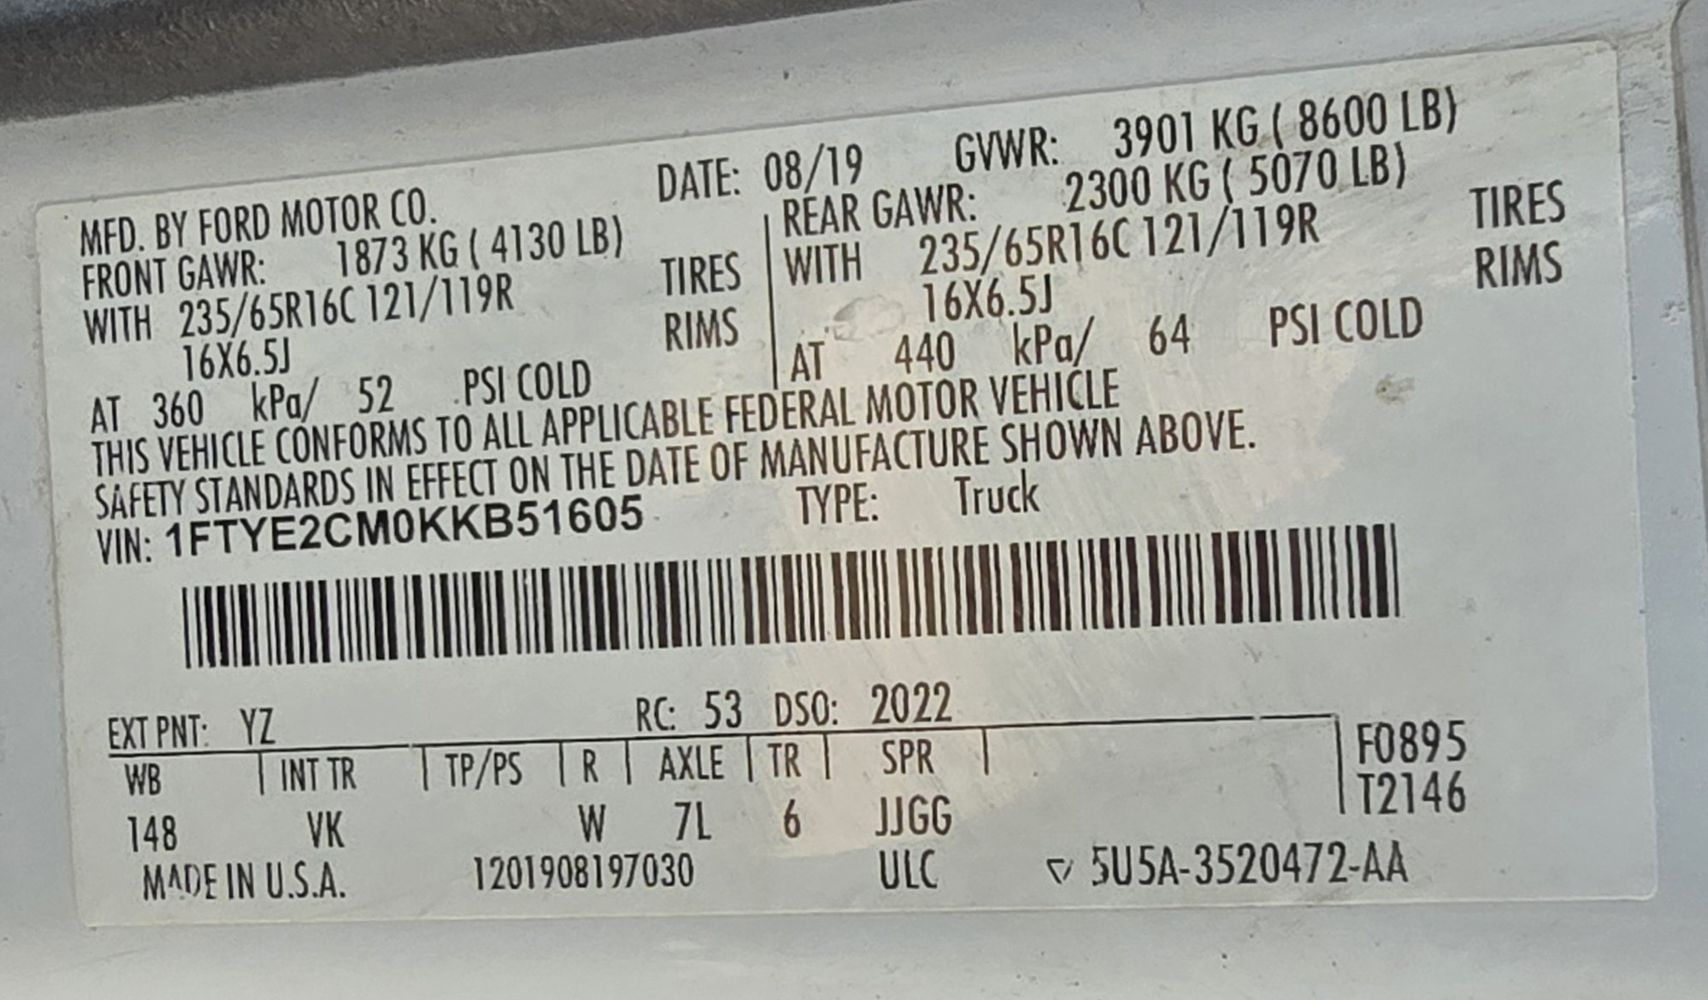 MFD. BY FORD MOTOR CO. DATE: 08/19 GVWR: 3901 KG ( 8600 LB)
FRONT GAWR: 1873 KG ( 4130 LB) REAR GAWR: 2300 KG ( 5070 LB)
WITH 235/65R16C 121/119R TIRES WITH 235/65R16C 121/119R TIRES
16X6.5J RIMS 16X6.5J RIMS
AT 360 kPa/ 52 PSI COLD AT 440 kPa/ 64 PSI COLD
THIS VEHICLE CONFORMS TO ALL APPLICABLE FEDERAL MOTOR VEHICLE
SAFETY STANDARDS IN EFFECT ON THE DATE OF MANUFACTURE SHOWN ABOVE.
VIN: 1FTYE2CM0KKB51605 TYPE: Truck
EXT PNT: YZ RC: 53 DSO: 2022
WB INT TR TP/PS R AXLE TR SPR F0895
T2146
148 VK W 7L 6 JJGG
MADE IN U.S.A. 1201908197030 ULC 5U5A-3520472-AA